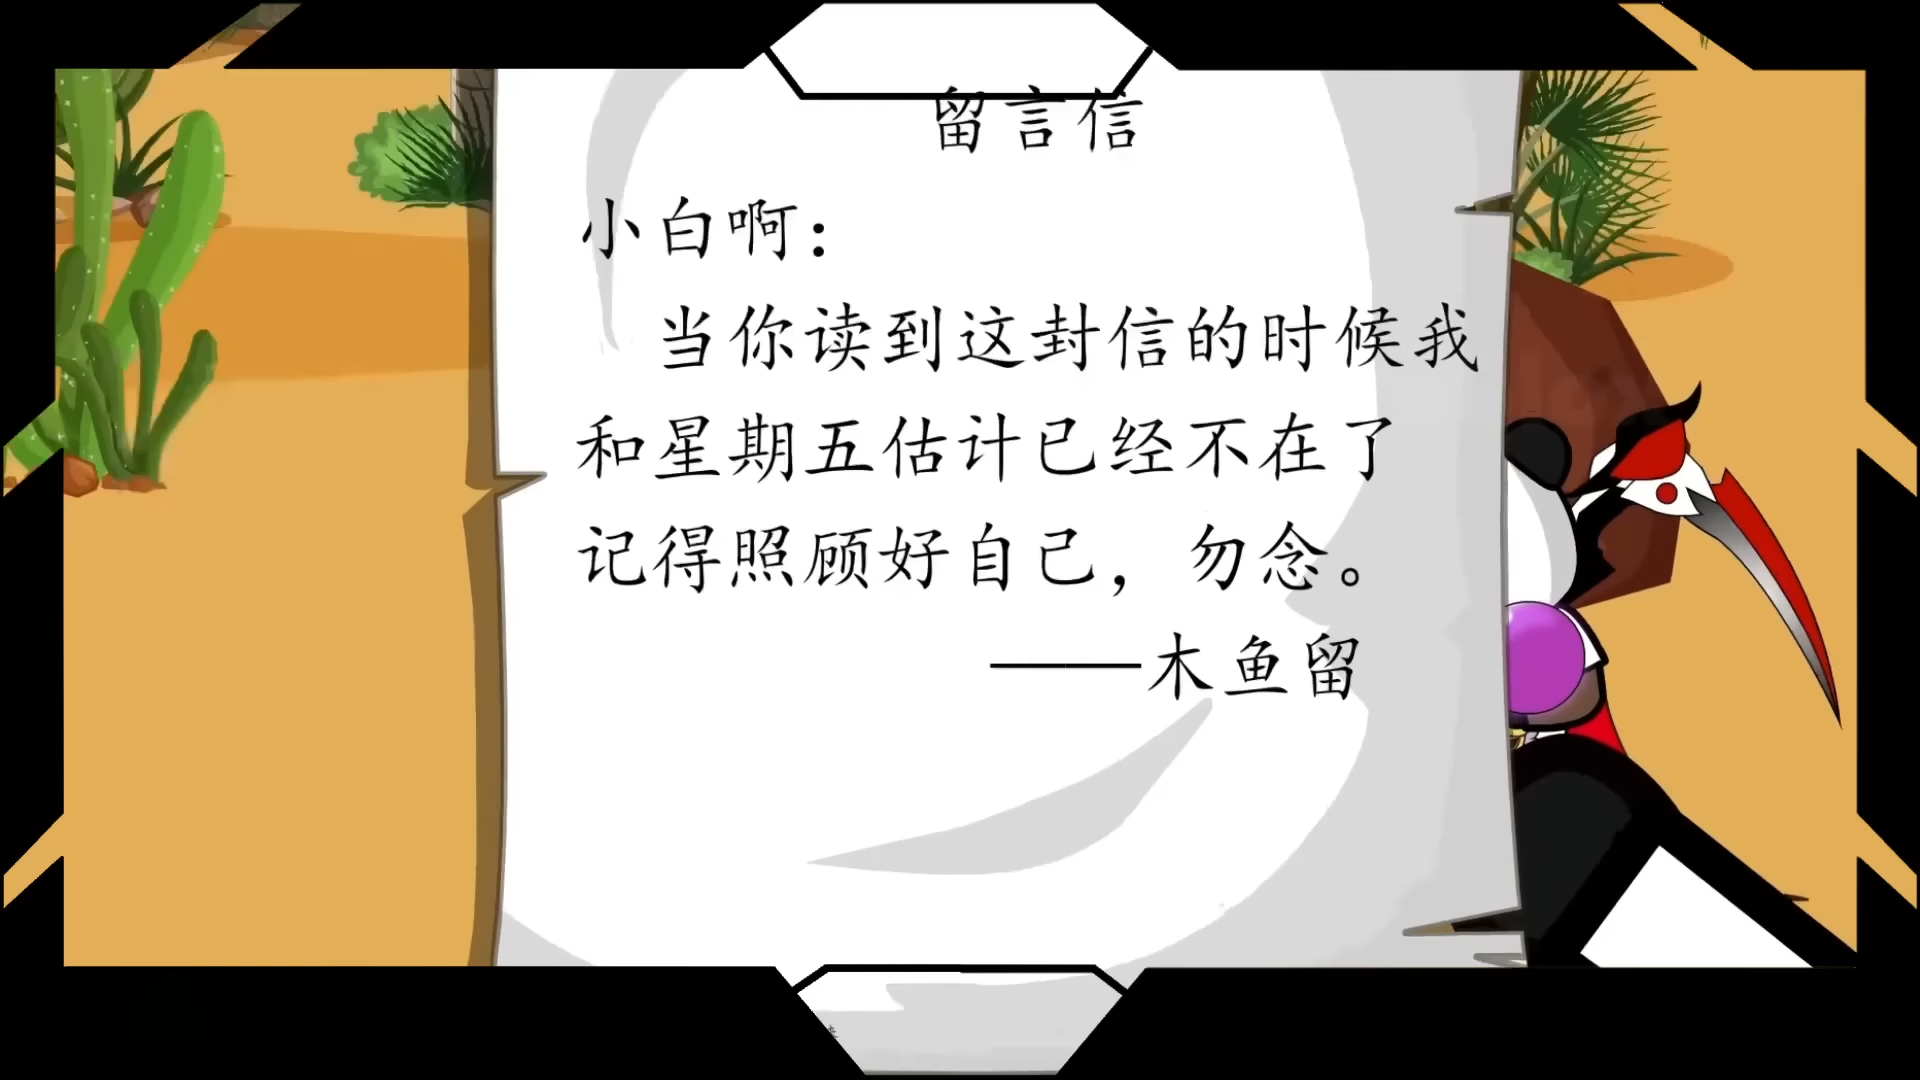 留言信
小白啊：
当你读到这封信的时候我
和星期五估计已经不在了
记得照顾好自己，勿念。
——木鱼留